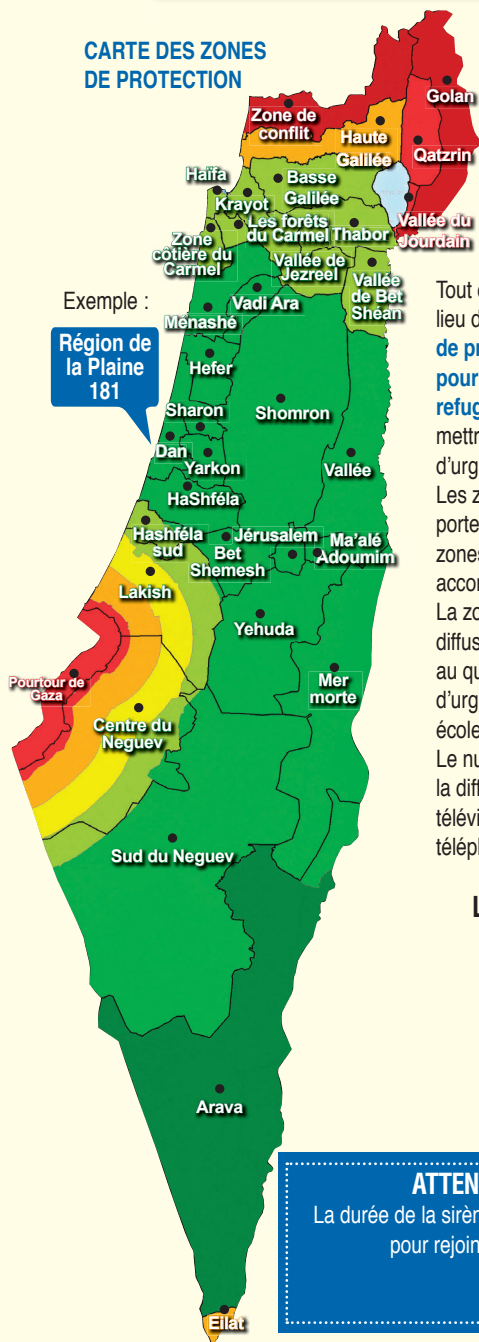 CARTE DES ZONES
DE PROTECTION
Golan
Zone de
conflit
Haute
Galilée
Qatzrin
Haïfa
Krayot
Basse
Galilée
Les forêts
du Carmel
Thabor
Vallée du
Jourdain
Zone
côtière du
Carmel
Vallée de
Jezreel
Vallée
de Bet
Shéan
Vadi Ara
Ménashé
Exemple :
Région de
la Plaine
181
Hefer
Sharon
Shomron
Dan
Yarkon
Vallée
HaShféla
Hashféla
sud
Jérusalem
Bet
Shemesh
Ma'alé
Adoumim
Lakish
Yehuda
Pourtour de
Gaza
Mer
morte
Centre du
Neguev
Sud du Neguev
Arava
Eilat
Tout
lieu d
de pr
pour
refug
mettr
d'urg
Les z
porte
zones
accor
La zo
diffus
au qu
d'urg
école
Le nu
la diff
télévi
téléph
L
ATTEN
La durée de la sirèn
pour rejoin